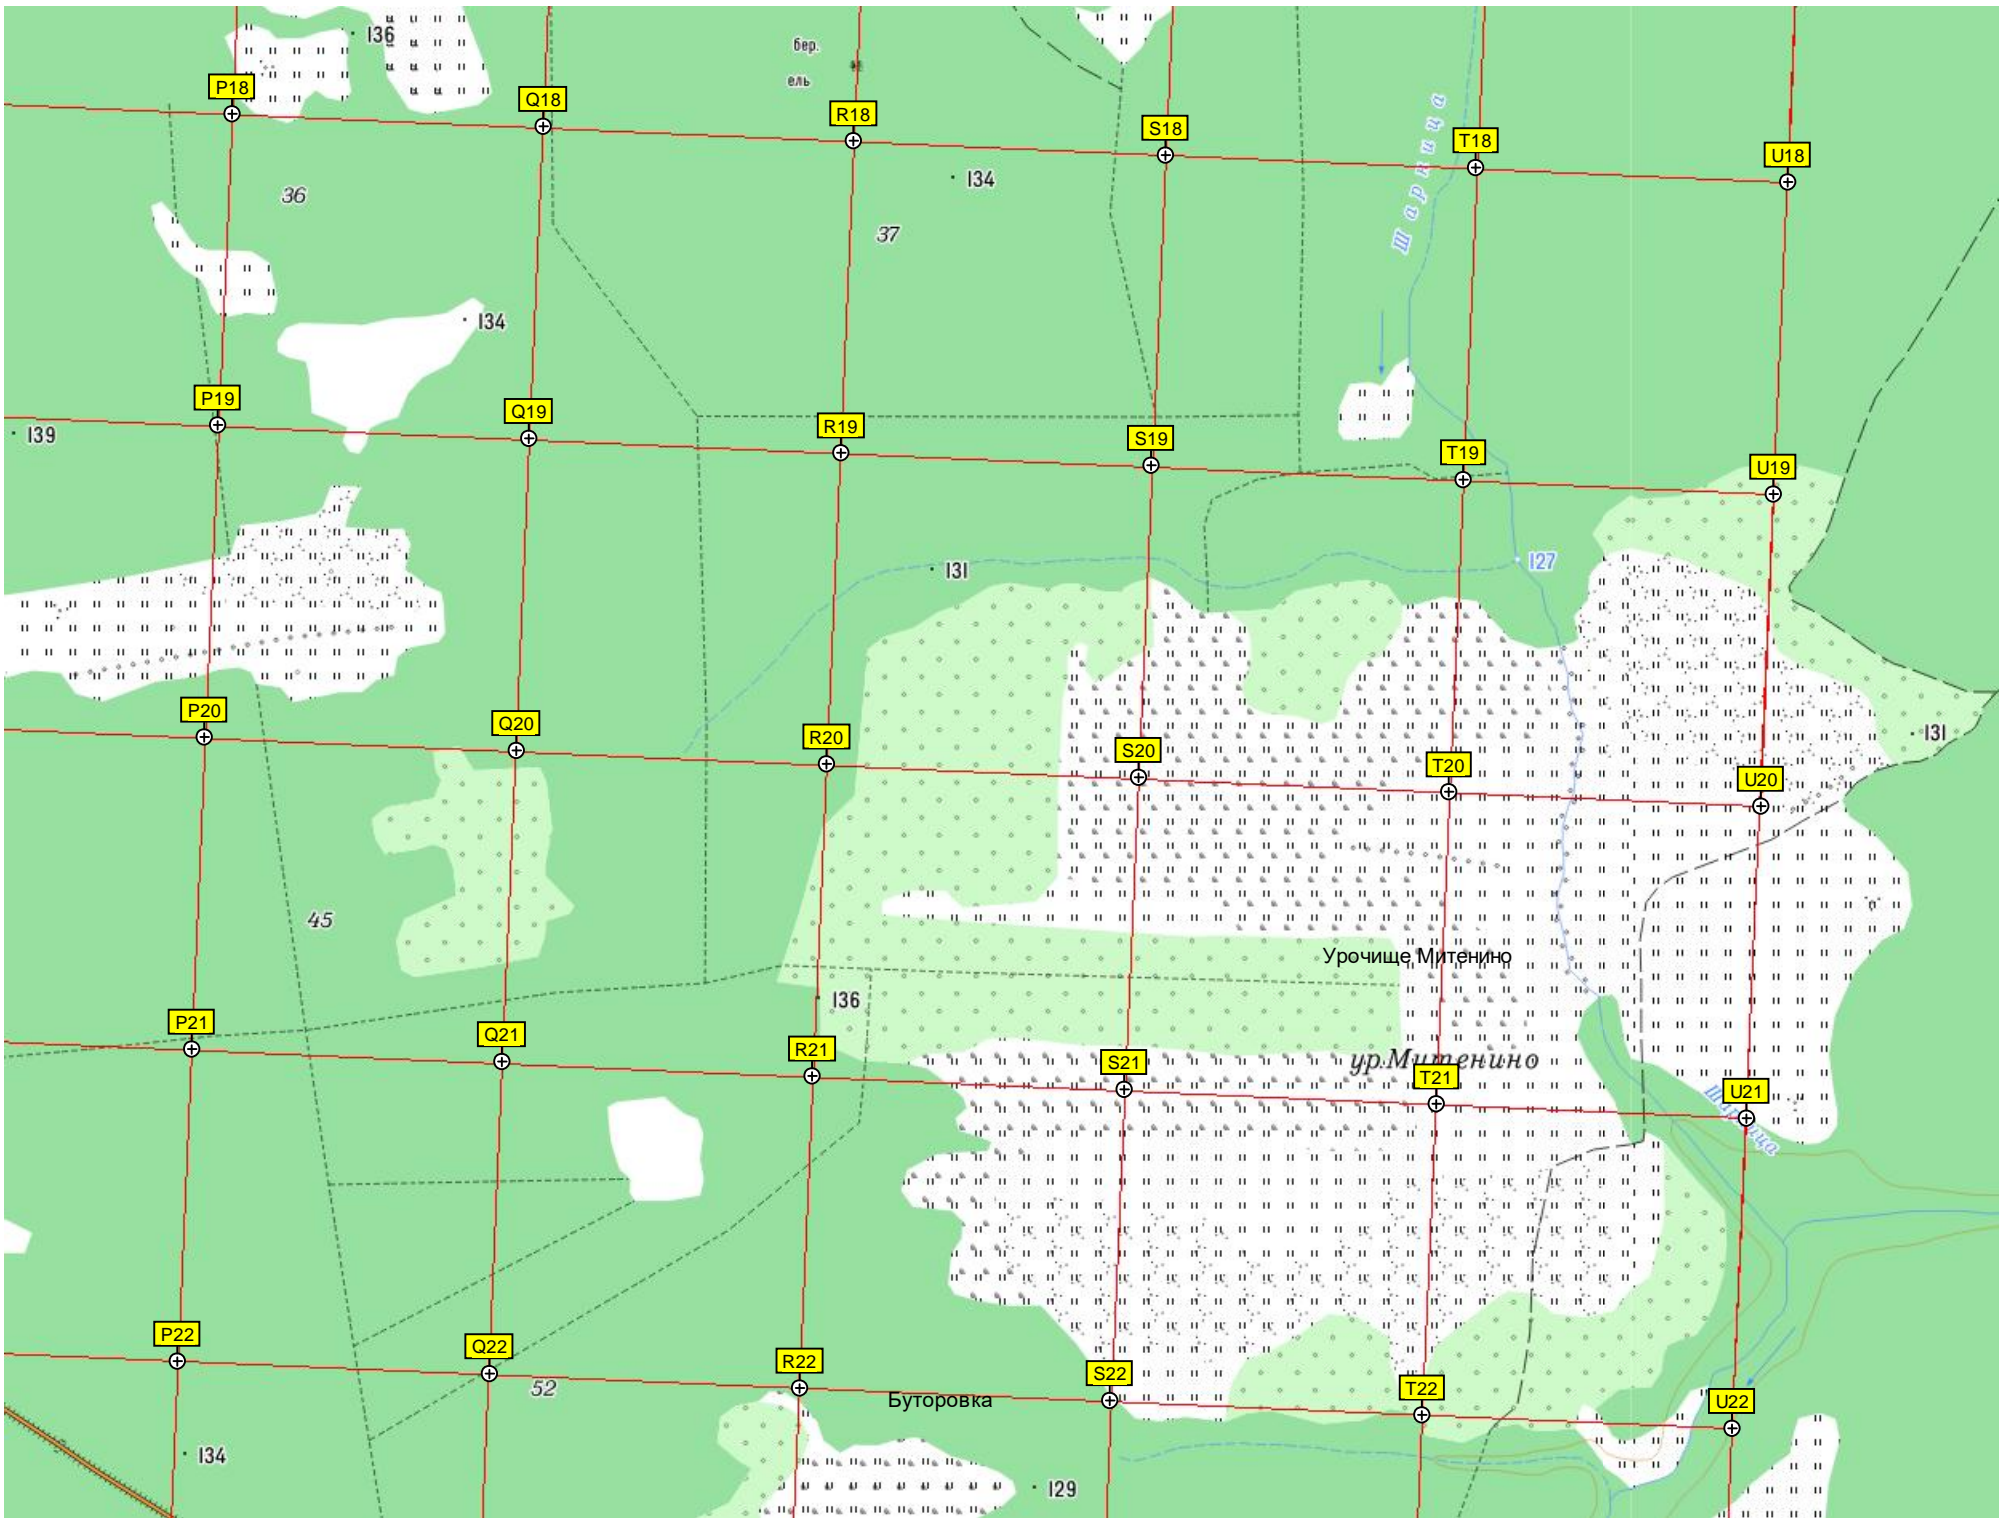 136
бер.
ель
P18
Q18
R18
S18
T18
U18
Шаркица
134
36
37
134
P19
Q19
R19
S19
T19
U19
139
131
127
P20
Q20
R20
S20
T20
U20
131
45
Урочище Митенино
136
P21
Q21
R21
S21
T21
U21
ур.Митенино
P22
Q22
R22
S22
T22
U22
52
Буторовка
134
129